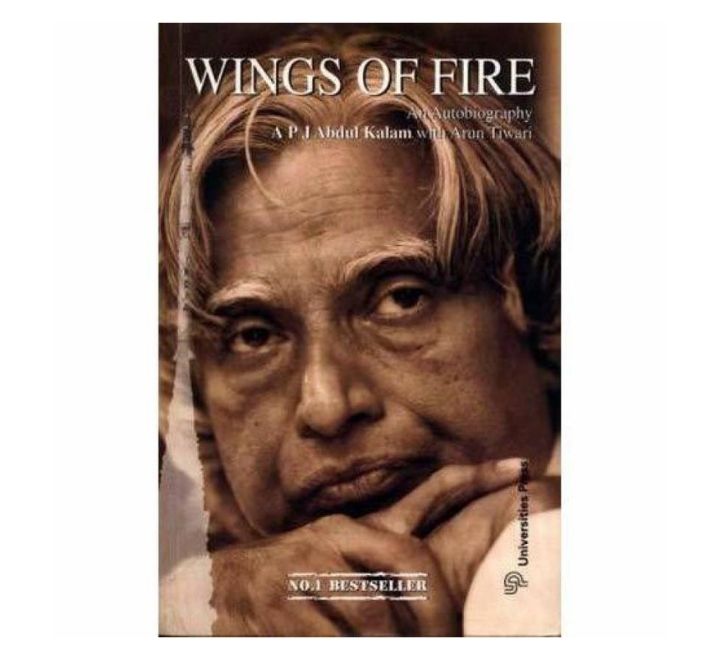 WINGS OF FIRE
An Autobiography
A P J Abdul Kalam with Arun Tiwari
Universities Press
NO.1 BESTSELLER